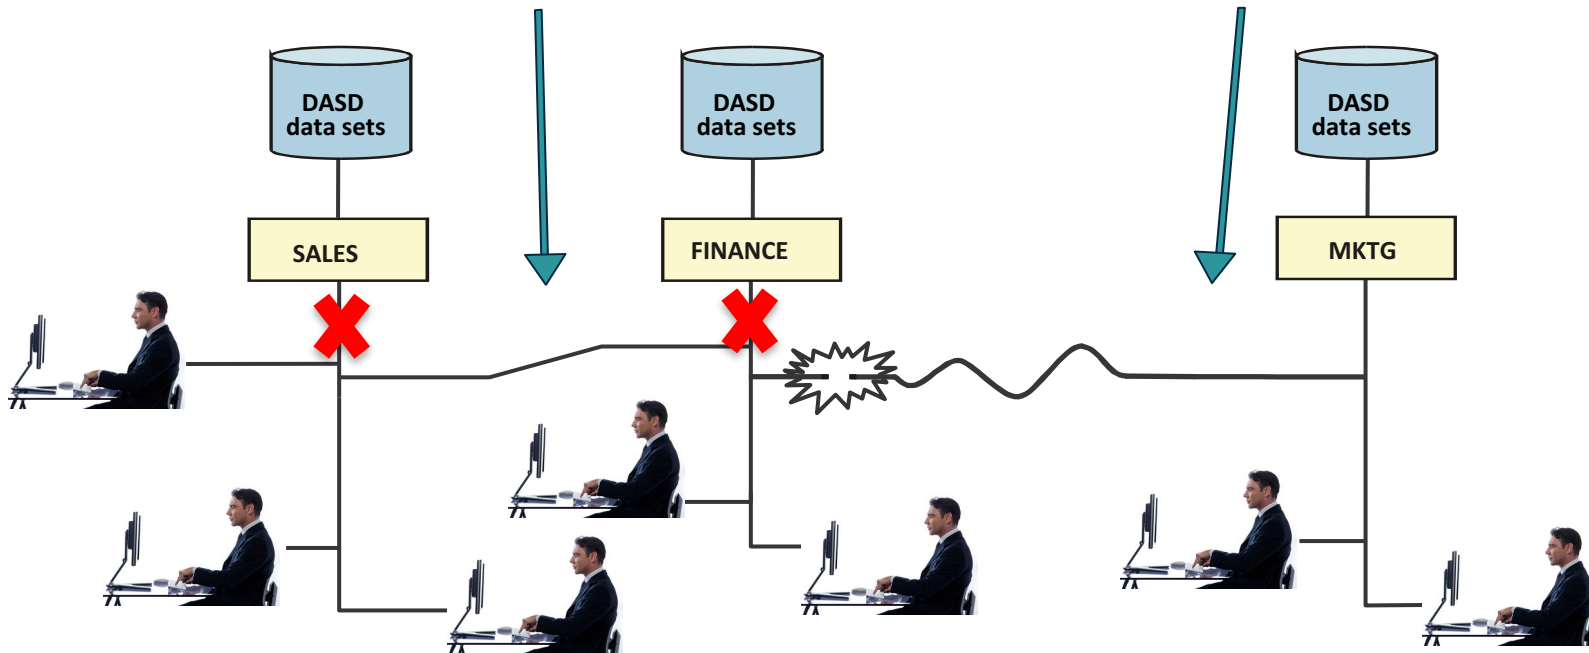 DASD
data sets
DASD
data sets
DASD
data sets
SALES
FINANCE
MKTG